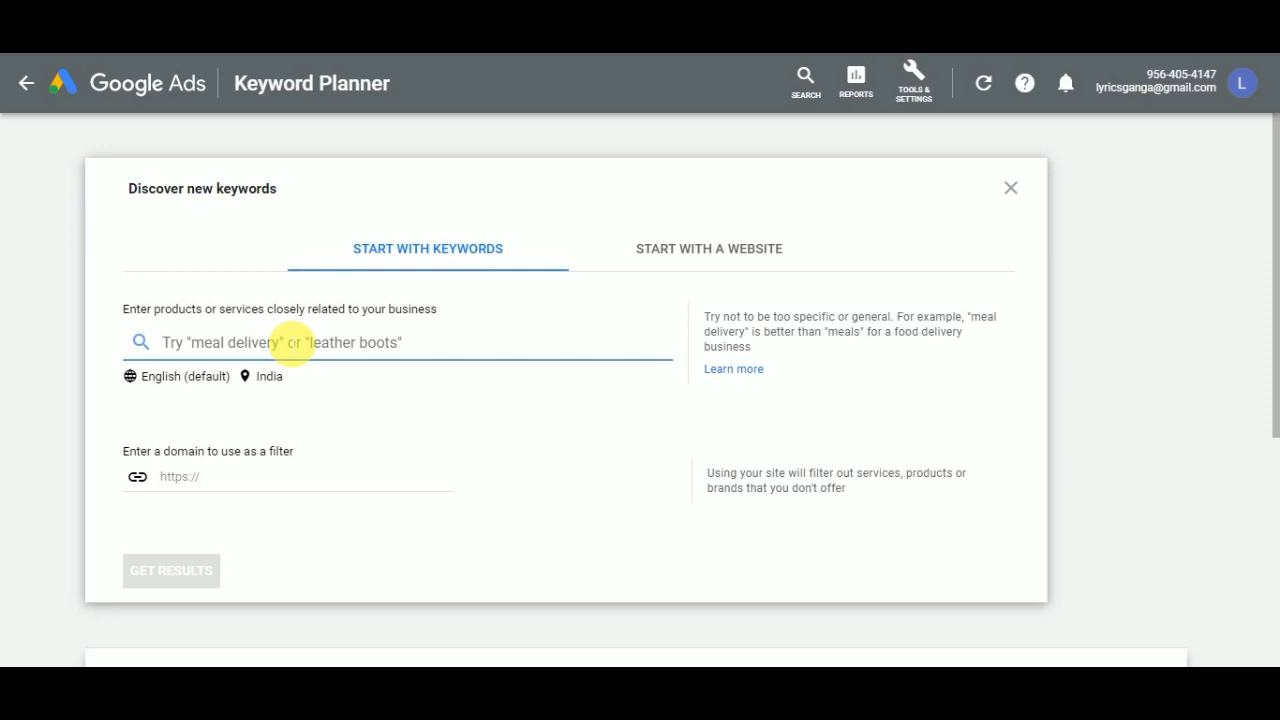 Google Ads
Keyword Planner
SEARCH
REPORTS
TOOLS &
SETTINGS
956-405-4147
lyricsganga@gmail.com
L
Discover new keywords
START WITH KEYWORDS
START WITH A WEBSITE
Enter products or services closely related to your business
Try "meal delivery" or "leather boots"
English (default)
India
Try not to be too specific or general. For example, "meal
delivery" is better than "meals" for a food delivery
business
Learn more
Enter a domain to use as a filter
https://
Using your site will filter out services, products or
brands that you don't offer
GET RESULTS